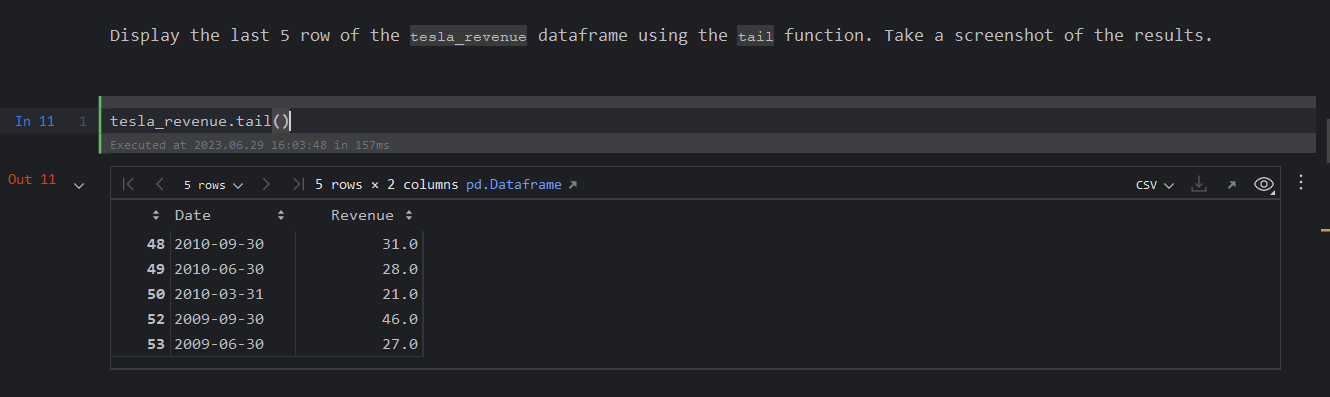 Display the last 5 row of the tesla_revenue dataframe using the tail function. Take a screenshot of the results.
In 11 1 tesla_revenue.tail()
Executed at 2023.06.29 16:03:48 in 157ms
Out 11 5 rows 5 rows × 2 columns pd.Dataframe CSV
Date Revenue
48 2010-09-30 31.0
49 2010-06-30 28.0
50 2010-03-31 21.0
52 2009-09-30 46.0
53 2009-06-30 27.0